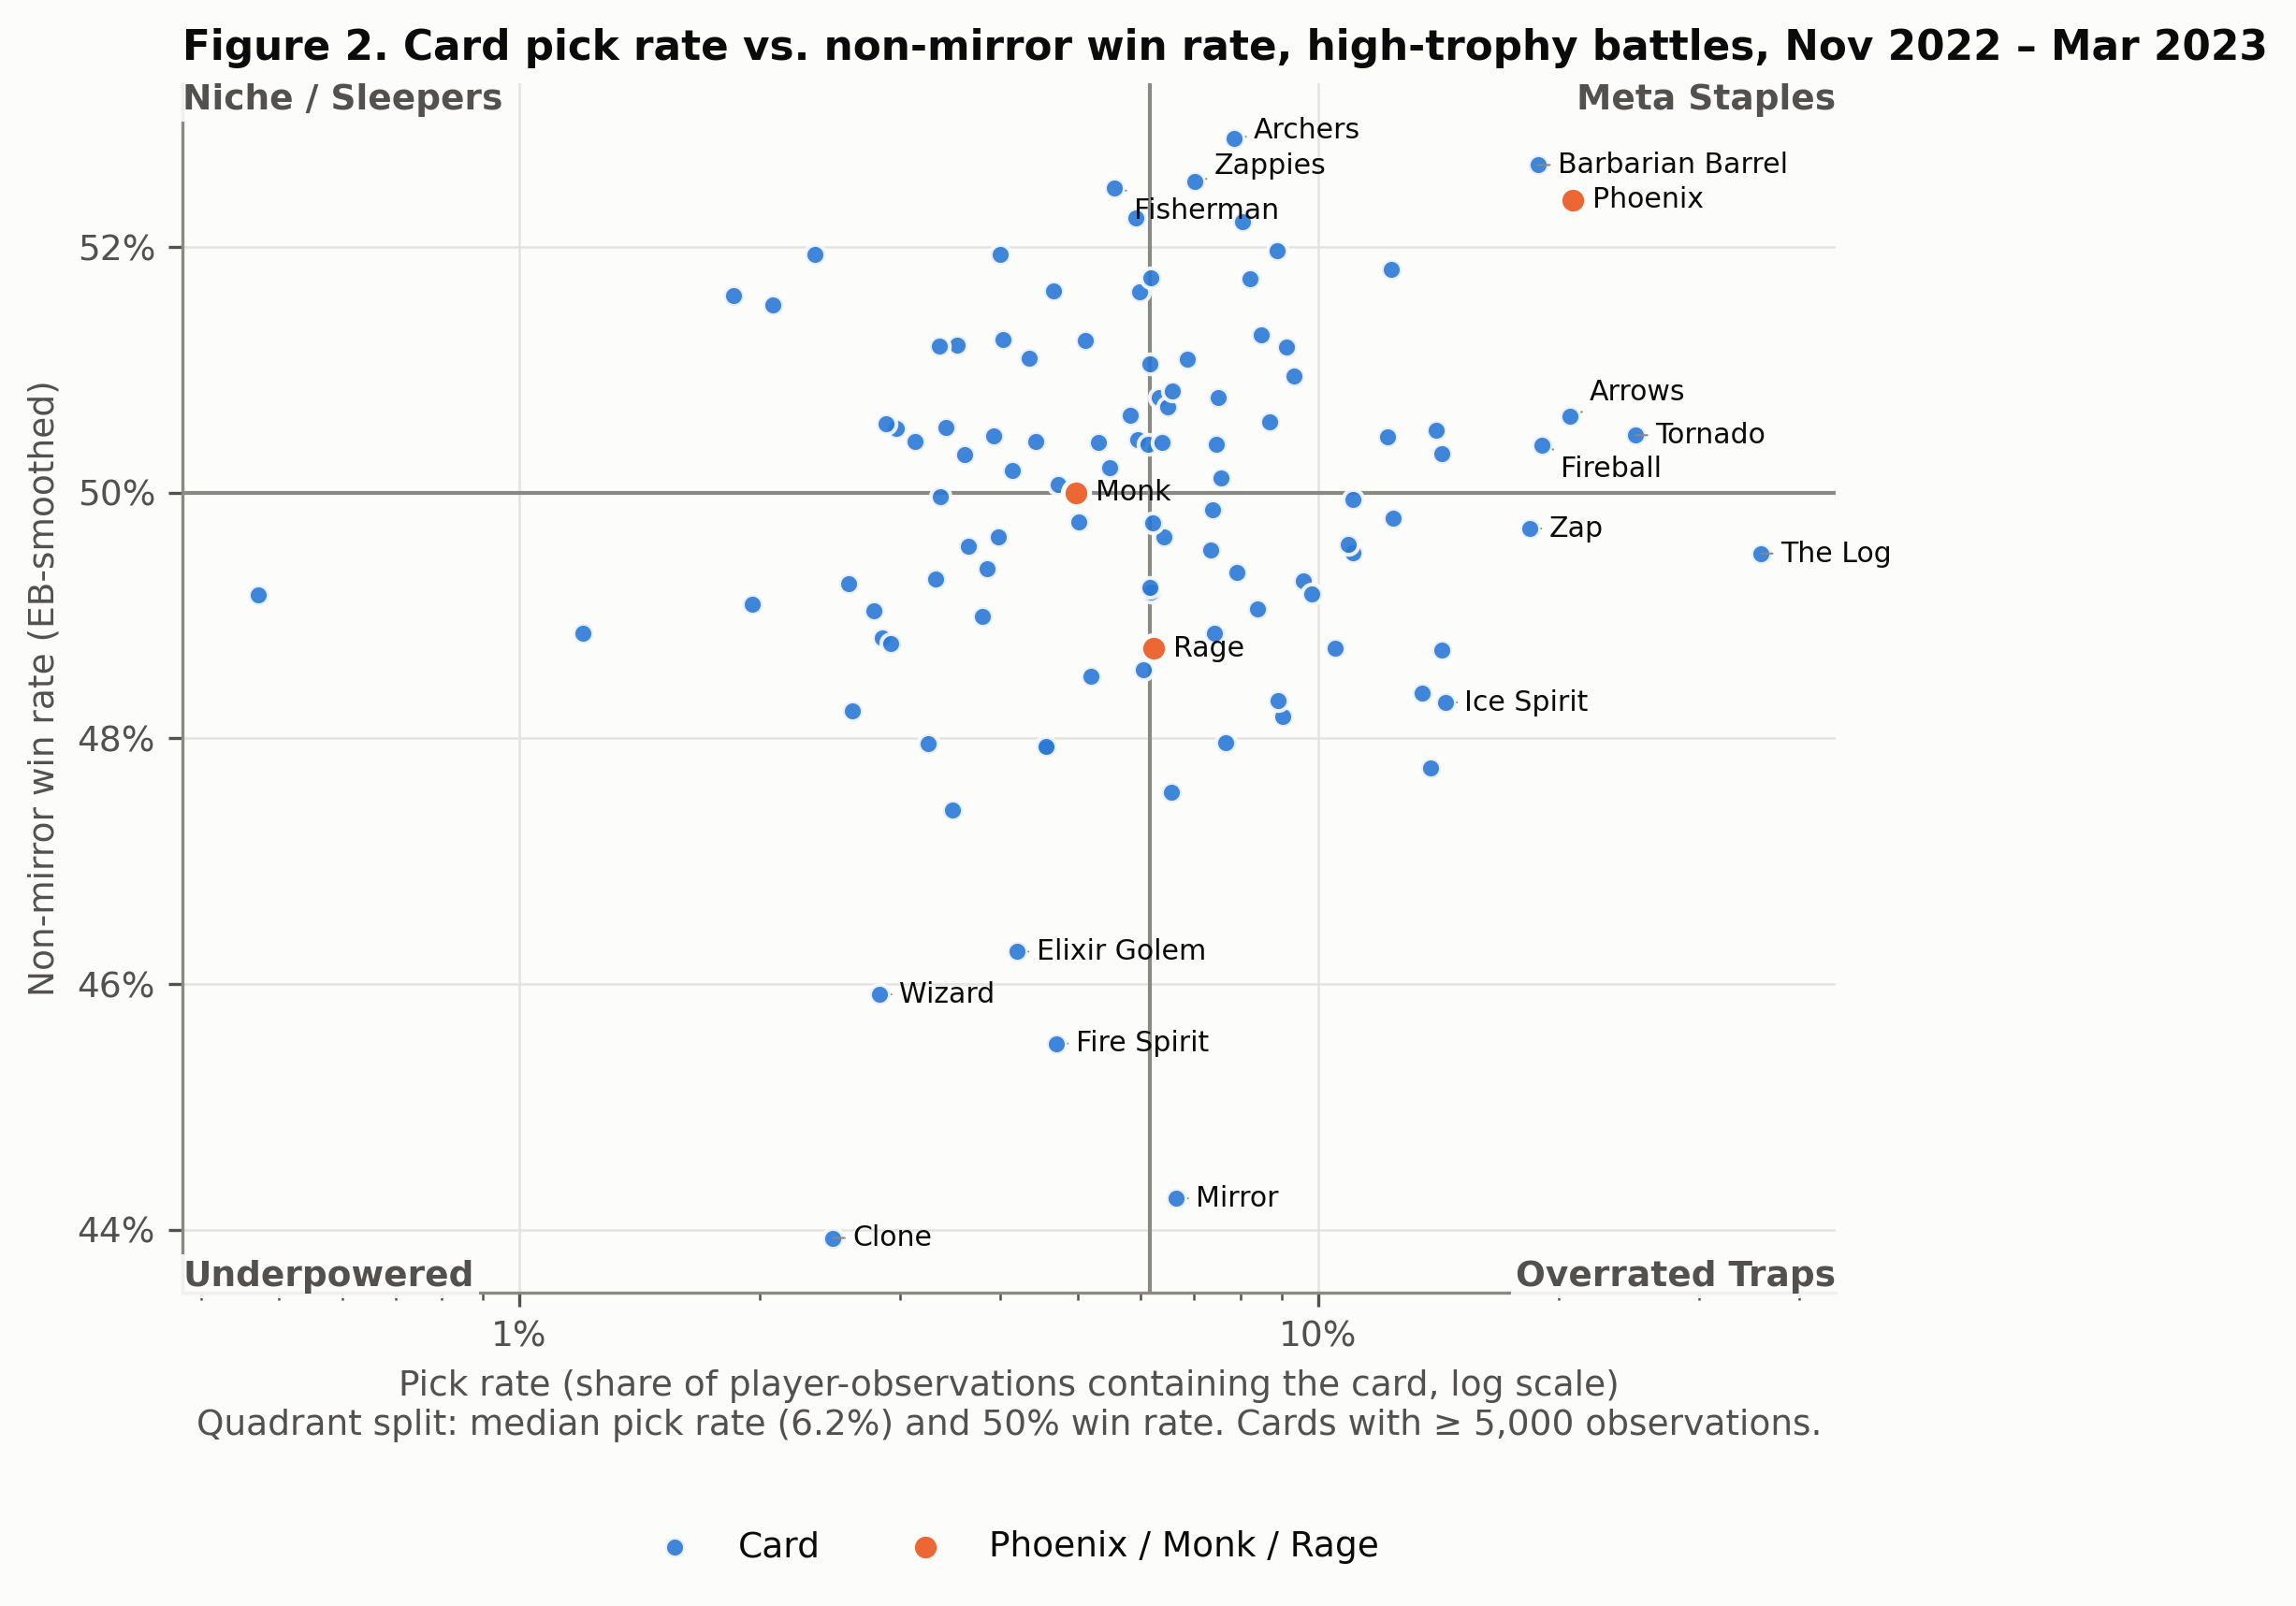 Figure 2. Card pick rate vs. non-mirror win rate, high-trophy battles, Nov 2022 – Mar 2023
Niche / Sleepers
Meta Staples
Archers
Zappies
Barbarian Barrel
Phoenix
Fisherman
52%
Arrows
Tornado
Fireball
50%
Monk
Zap
The Log
Rage
Ice Spirit
48%
Elixir Golem
46%
Wizard
Fire Spirit
Mirror
44%
Clone
Underpowered
Overrated Traps
Non-mirror win rate (EB-smoothed)
1%
10%
Pick rate (share of player-observations containing the card, log scale)
Quadrant split: median pick rate (6.2%) and 50% win rate. Cards with ≥ 5,000 observations.
Card
Phoenix / Monk / Rage